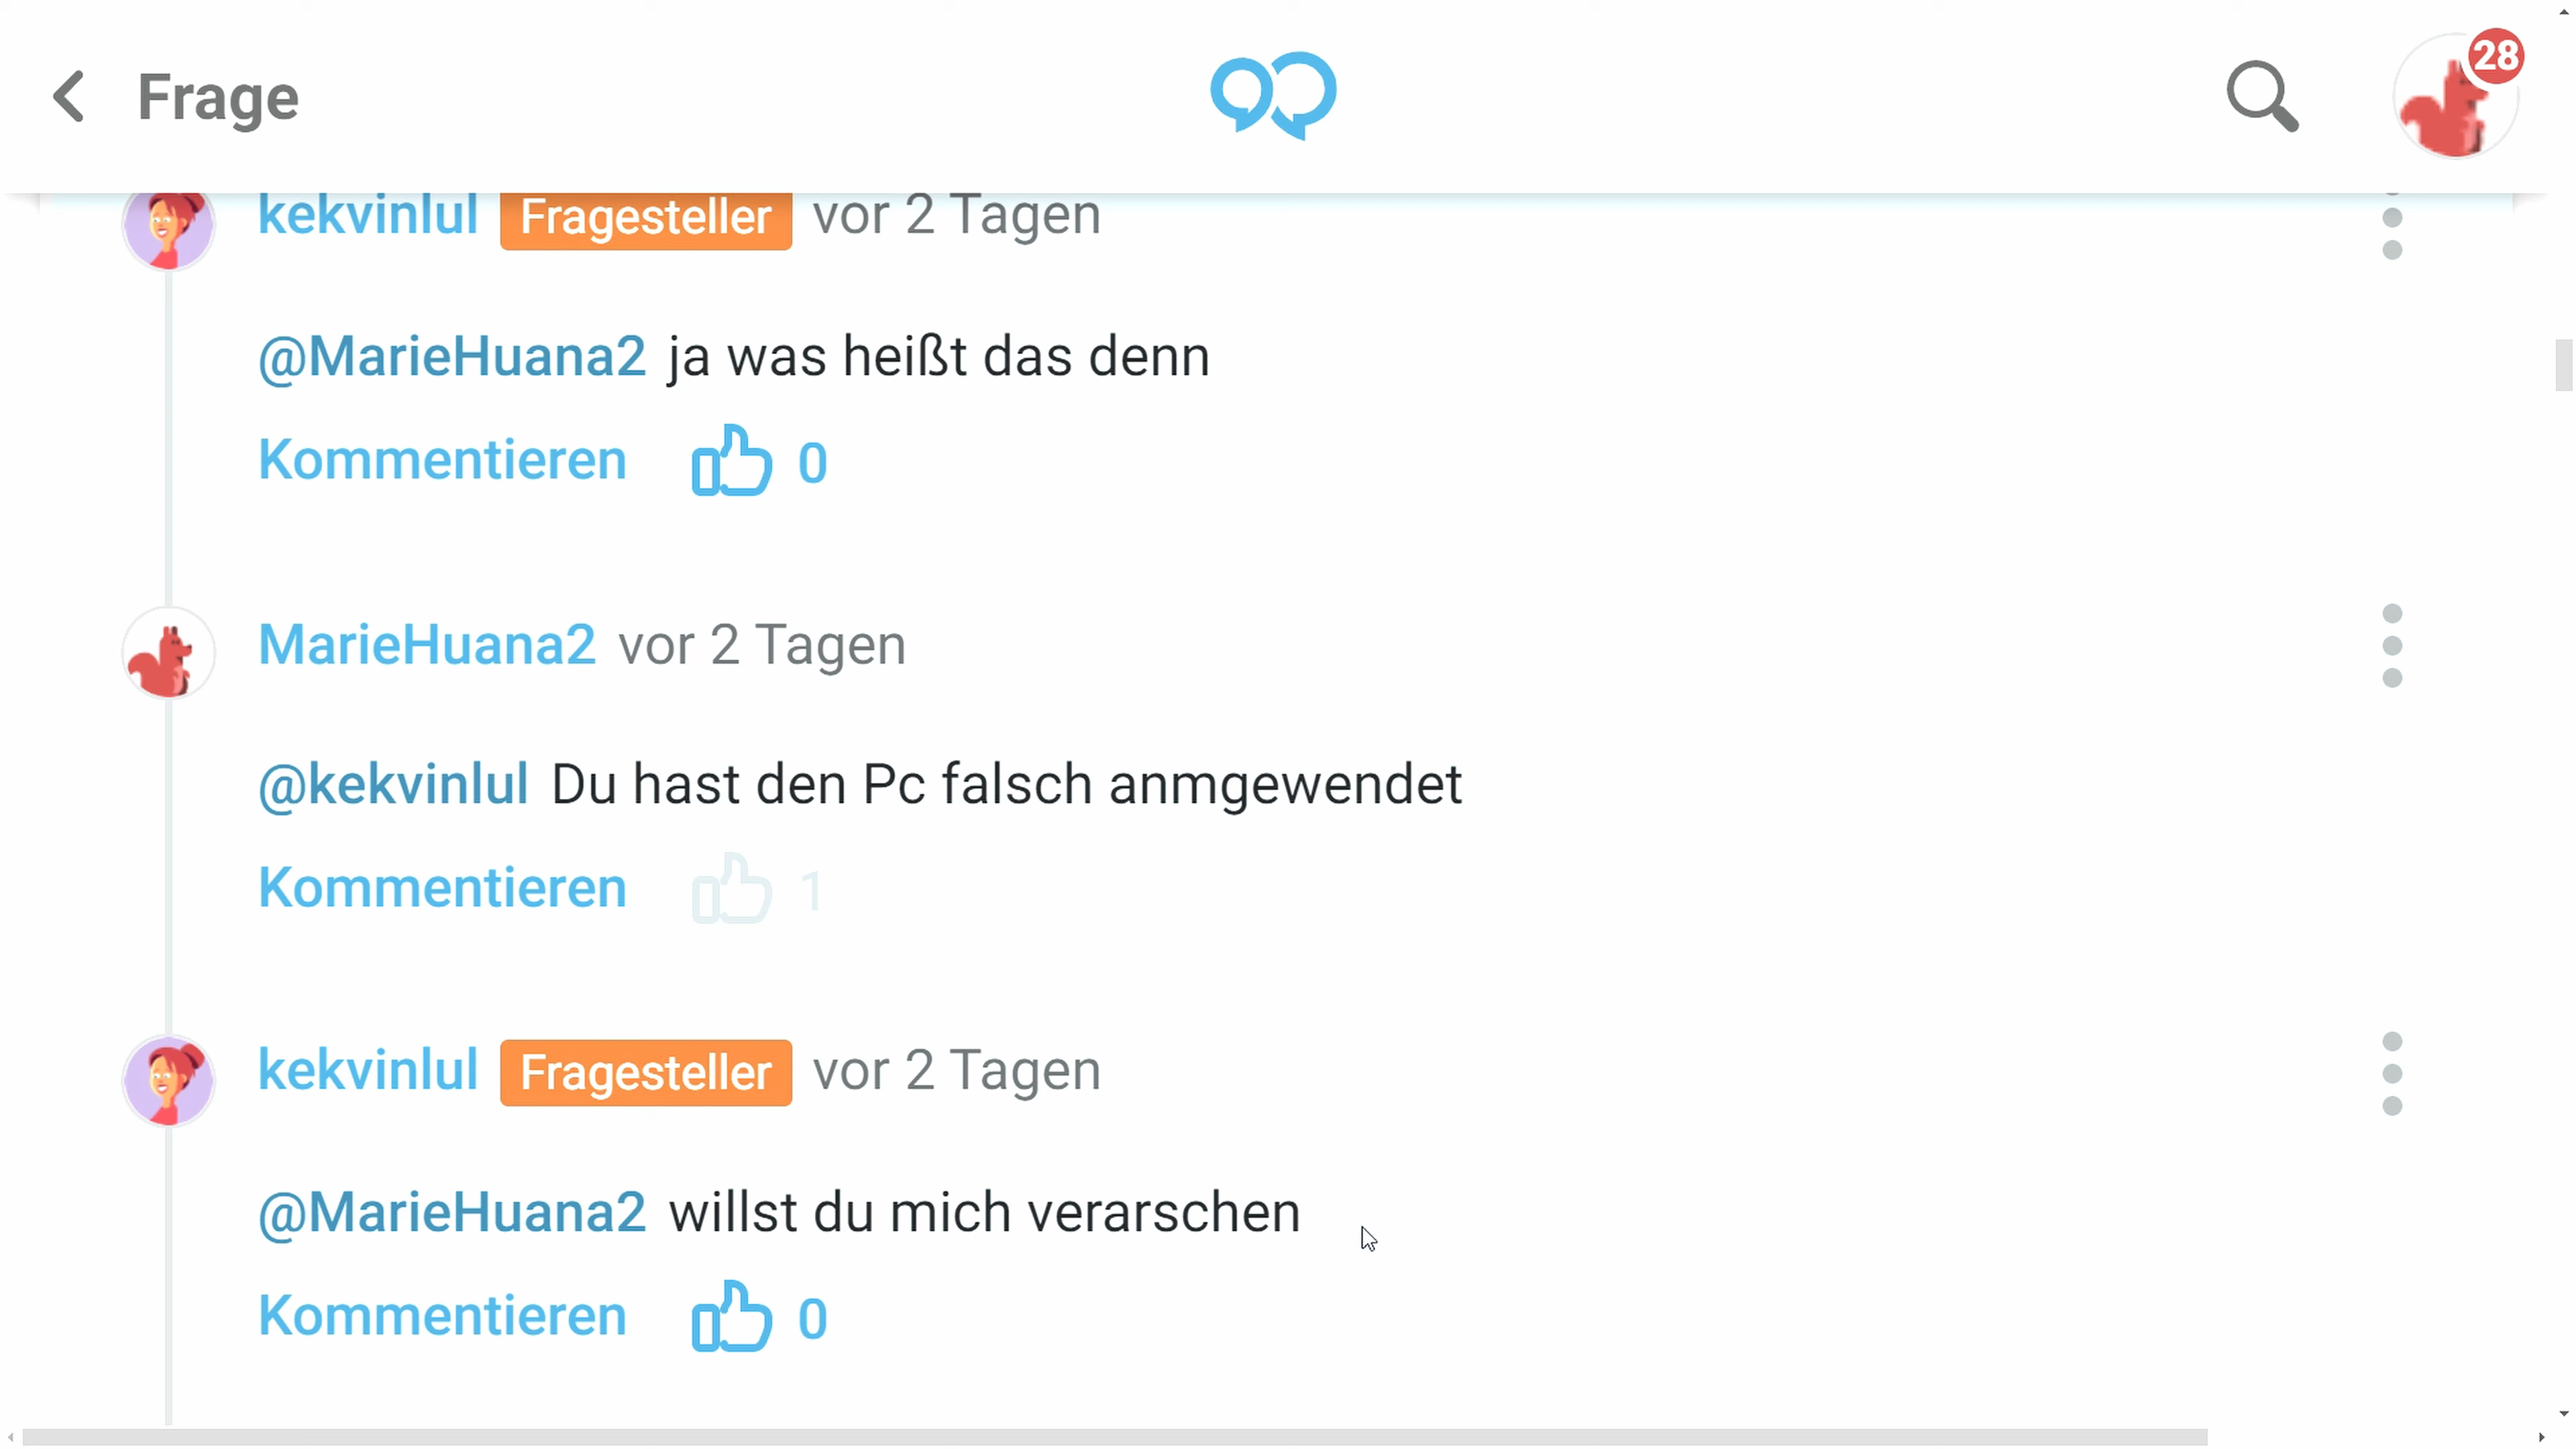 Frage
28
kekvinlul Fragesteller vor 2 Tagen
@MarieHuana2 ja was heißt das denn
Kommentieren 0
MarieHuana2 vor 2 Tagen
@kekvinlul Du hast den Pc falsch anmgewendet
Kommentieren 1
kekvinlul Fragesteller vor 2 Tagen
@MarieHuana2 willst du mich verarschen
Kommentieren 0